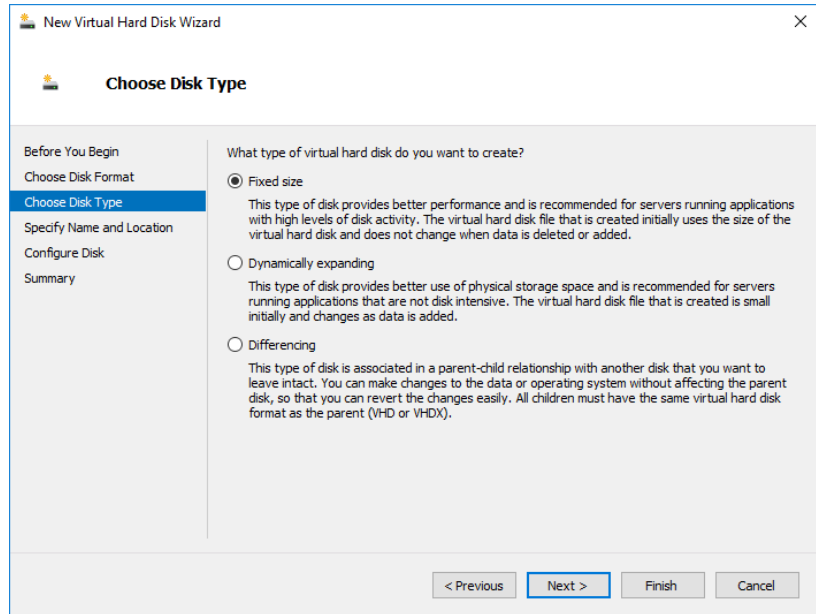 New Virtual Hard Disk Wizard
Choose Disk Type
Before You Begin
Choose Disk Format
Choose Disk Type
Specify Name and Location
Configure Disk
Summary
What type of virtual hard disk do you want to create?
Fixed size
This type of disk provides better performance and is recommended for servers running applications
with high levels of disk activity. The virtual hard disk file that is created initially uses the size of the
virtual hard disk and does not change when data is deleted or added.
Dynamically expanding
This type of disk provides better use of physical storage space and is recommended for servers
running applications that are not disk intensive. The virtual hard disk file that is created is small
initially and changes as data is added.
Differencing
This type of disk is associated in a parent-child relationship with another disk that you want to
leave intact. You can make changes to the data or operating system without affecting the parent
disk, so that you can revert the changes easily. All children must have the same virtual hard disk
format as the parent (VHD or VHDX).
< Previous
Next >
Finish
Cancel